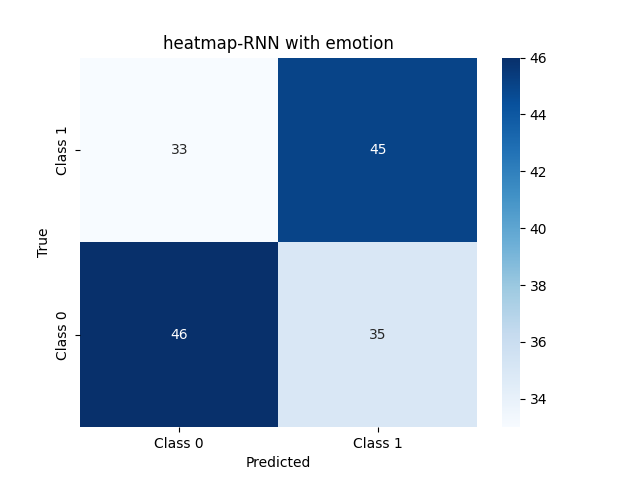 heatmap-RNN with emotion
Class 1
33
45
True
Class 0
46
35
Class 0 Class 1
Predicted
46
44
42
40
38
36
34